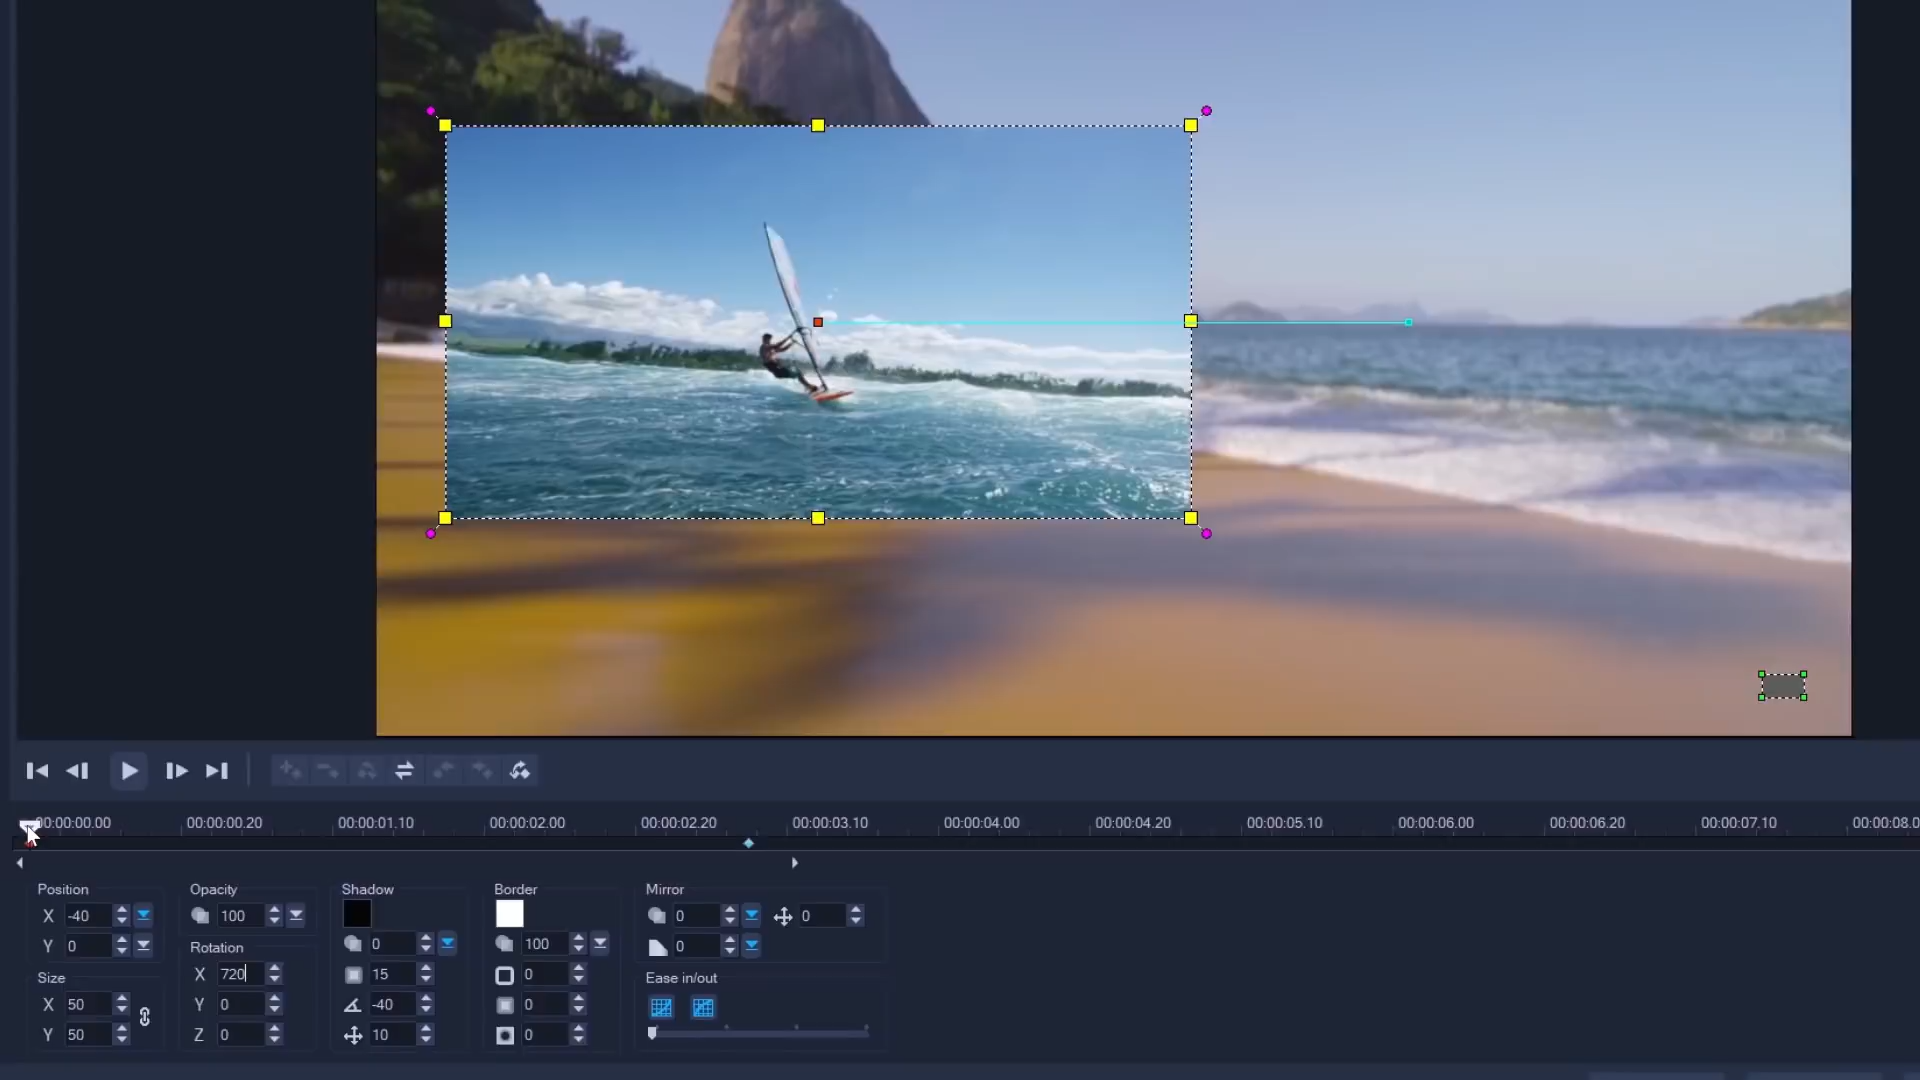 00:00:00.00 00:00:00.20 00:00:01.10 00:00:02.00 00:00:02.20 00:00:03.10 00:00:04.00 00:00:04.20 00:00:05.10 00:00:06.00 00:00:06.20 00:00:07.10 00:00:08.0
Position Opacity Shadow Border Mirror
X -40 100 0 0
Y 0 0 100 0
Rotation
Size X 720 15 0 Ease in/out
X 50 Y 0 -40 0
Y 50 Z 0 10 0